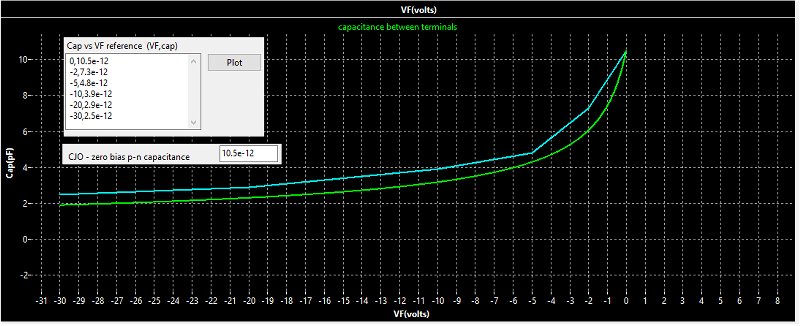 VF(volts)
capacitance between terminals
Cap vs VF reference (VF,cap)
0,10.5e-12
-2,7.3e-12
-5,4.8e-12
-10,3.9e-12
-20,2.9e-12
-30,2.5e-12
Plot
CJO - zero bias p-n capacitance
10.5e-12
Cap(pF)
10
8
6
4
2
0
-2
-31 -30 -29 -28 -27 -26 -25 -24 -23 -22 -21 -20 -19 -18 -17 -16 -15 -14 -13 -12 -11 -10 -9 -8 -7 -6 -5 -4 -3 -2 -1 0 1 2 3 4 5 6 7 8
VF(volts)